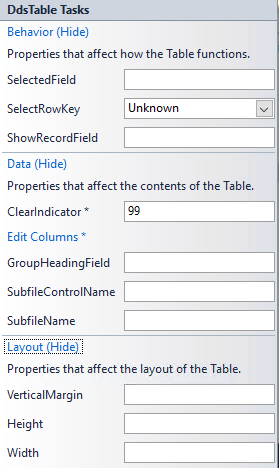 DdsTable Tasks
Behavior (Hide)
Properties that affect how the Table functions.
SelectedField
SelectRowKey Unknown
ShowRecordField
Data (Hide)
Properties that affect the contents of the Table.
ClearIndicator * 99
Edit Columns *
GroupHeadingField
SubfileControlName
SubfileName
Layout (Hide)
Properties that affect the layout of the Table.
VerticalMargin
Height
Width